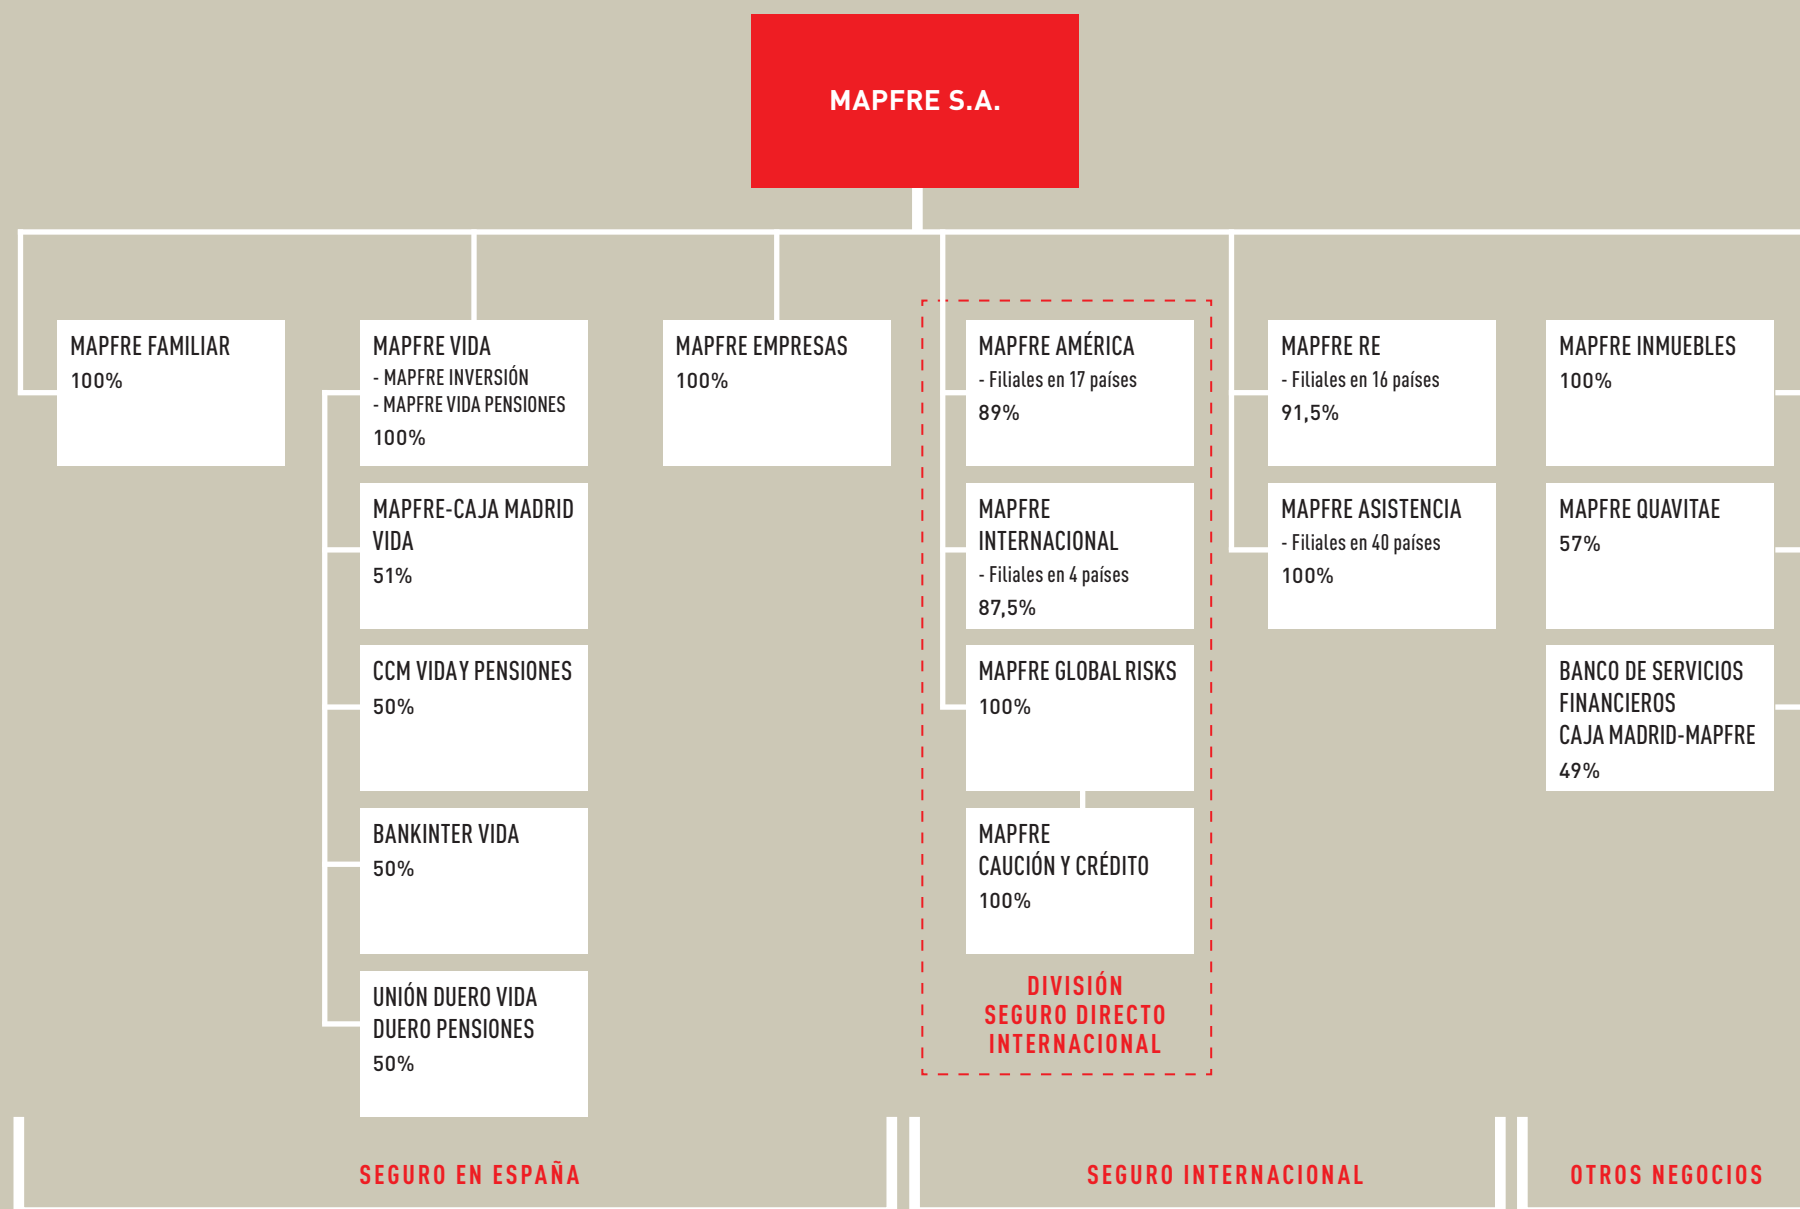 MAPFRE S.A.
MAPFRE FAMILIAR
100%
MAPFRE VIDA
- MAPFRE INVERSIÓN
- MAPFRE VIDA PENSIONES
100%
MAPFRE-CAJA MADRID
VIDA
51%
CCM VIDA Y PENSIONES
50%
BANKINTER VIDA
50%
UNIÓN DUERO VIDA
DUERO PENSIONES
50%
MAPFRE EMPRESAS
100%
MAPFRE AMÉRICA
- Filiales en 17 países
89%
MAPFRE
INTERNACIONAL
- Filiales en 4 países
87,5%
MAPFRE GLOBAL RISKS
100%
MAPFRE
CAUCIÓN Y CRÉDITO
100%
DIVISIÓN
SEGURO DIRECTO
INTERNACIONAL
MAPFRE RE
- Filiales en 16 países
91,5%
MAPFRE ASISTENCIA
- Filiales en 40 países
100%
MAPFRE INMUEBLES
100%
MAPFRE QUAVITAE
57%
BANCO DE SERVICIOS
FINANCIEROS
CAJA MADRID-MAPFRE
49%
SEGURO EN ESPAÑA
SEGURO INTERNACIONAL
OTROS NEGOCIOS